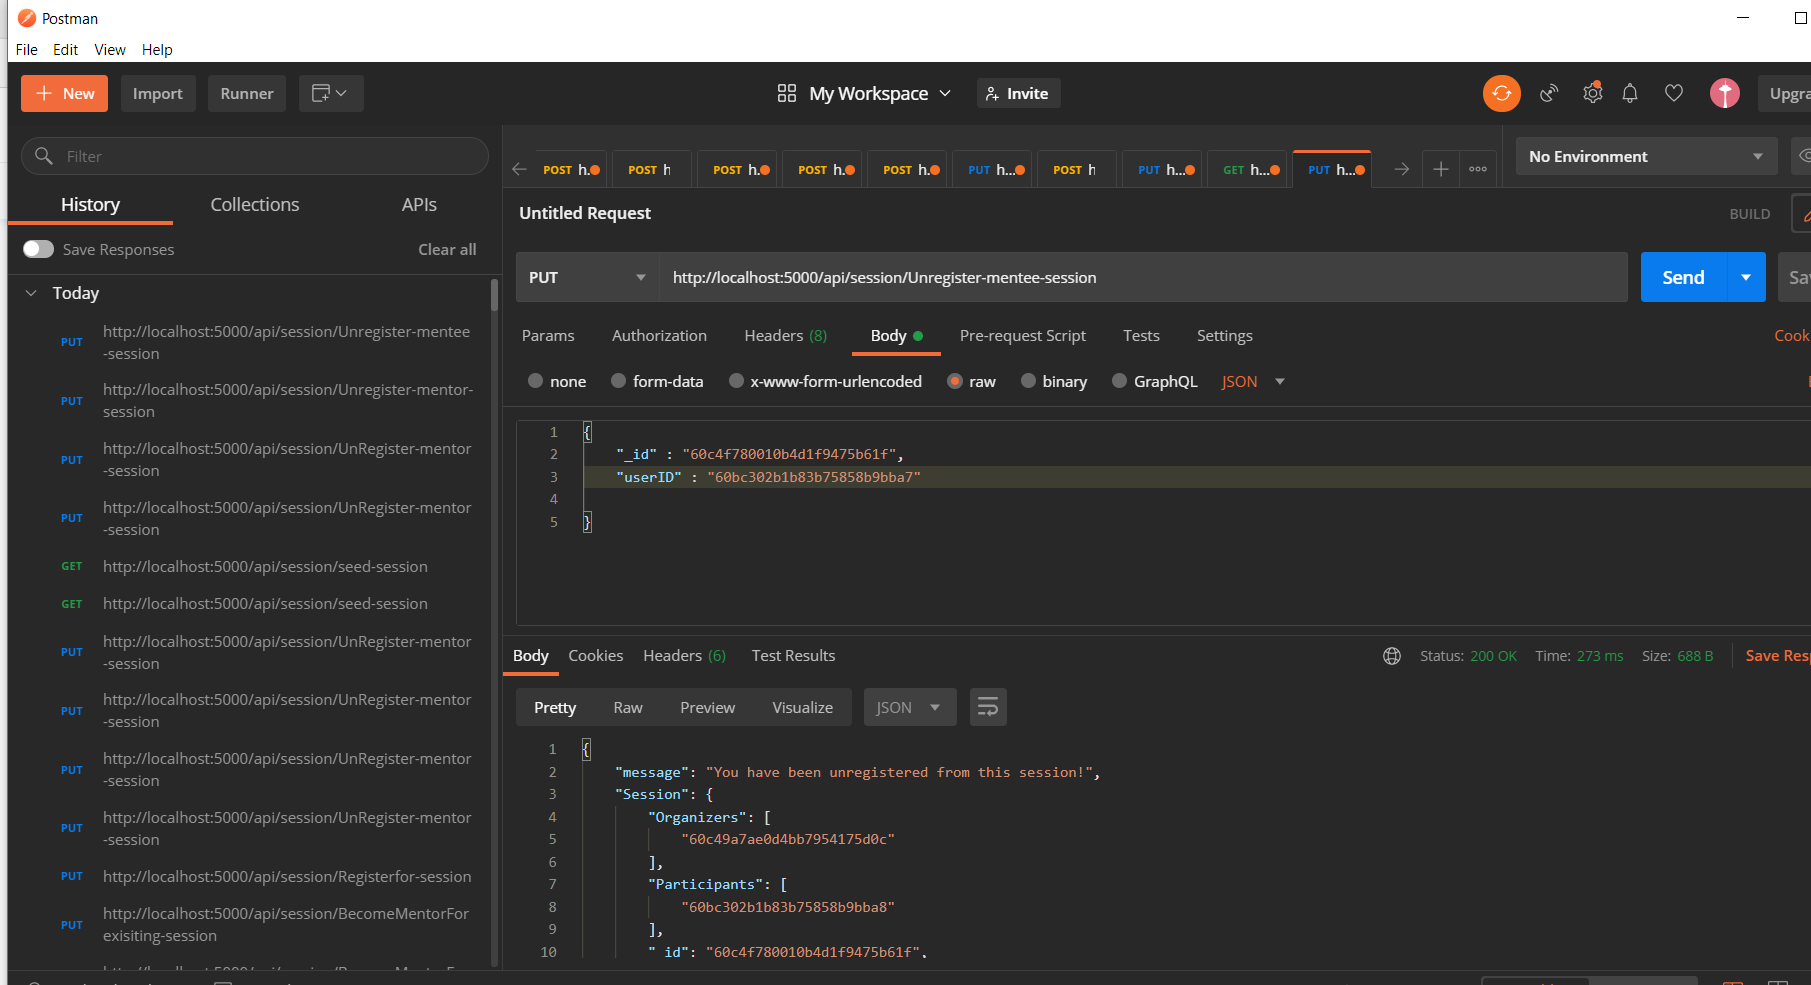 Postman
File Edit View Help
New Import Runner My Workspace Invite Upgra
Filter
History Collections APIs
Save Responses Clear all
Today
PUT http://localhost:5000/api/session/Unregister-mentee
-session
PUT http://localhost:5000/api/session/Unregister-mentor-
session
PUT http://localhost:5000/api/session/UnRegister-mentor
-session
PUT http://localhost:5000/api/session/UnRegister-mentor
-session
GET http://localhost:5000/api/session/seed-session
GET http://localhost:5000/api/session/seed-session
PUT http://localhost:5000/api/session/UnRegister-mentor
-session
PUT http://localhost:5000/api/session/UnRegister-mentor
-session
PUT http://localhost:5000/api/session/UnRegister-mentor
-session
PUT http://localhost:5000/api/session/UnRegister-mentor
-session
PUT http://localhost:5000/api/session/Registerfor-session
PUT http://localhost:5000/api/session/BecomeMentorFor
exisiting-session
POST h. POST h POST h. POST h. POST h. PUT h... POST h PUT h... GET h... PUT h...
No Environment
Untitled Request BUILD
PUT http://localhost:5000/api/session/Unregister-mentee-session Send Sav
Params Authorization Headers (8) Body Pre-request Script Tests Settings Cook
none form-data x-www-form-urlencoded raw binary GraphQL JSON
1 {
2 "_id" : "60c4f780010b4d1f9475b61f",
3 "userID" : "60bc302b1b83b75858b9bba7"
4
5 }
Body Cookies Headers (6) Test Results Status: 200 OK Time: 273 ms Size: 688 B Save Resp
Pretty Raw Preview Visualize JSON
1 {
2 "message": "You have been unregistered from this session!",
3 "Session": {
4 "Organizers": [
5 "60c49a7ae0d4bb7954175d0c"
6 ],
7 "Participants": [
8 "60bc302b1b83b75858b9bba8"
9 ],
10 "_id": "60c4f780010b4d1f9475b61f",